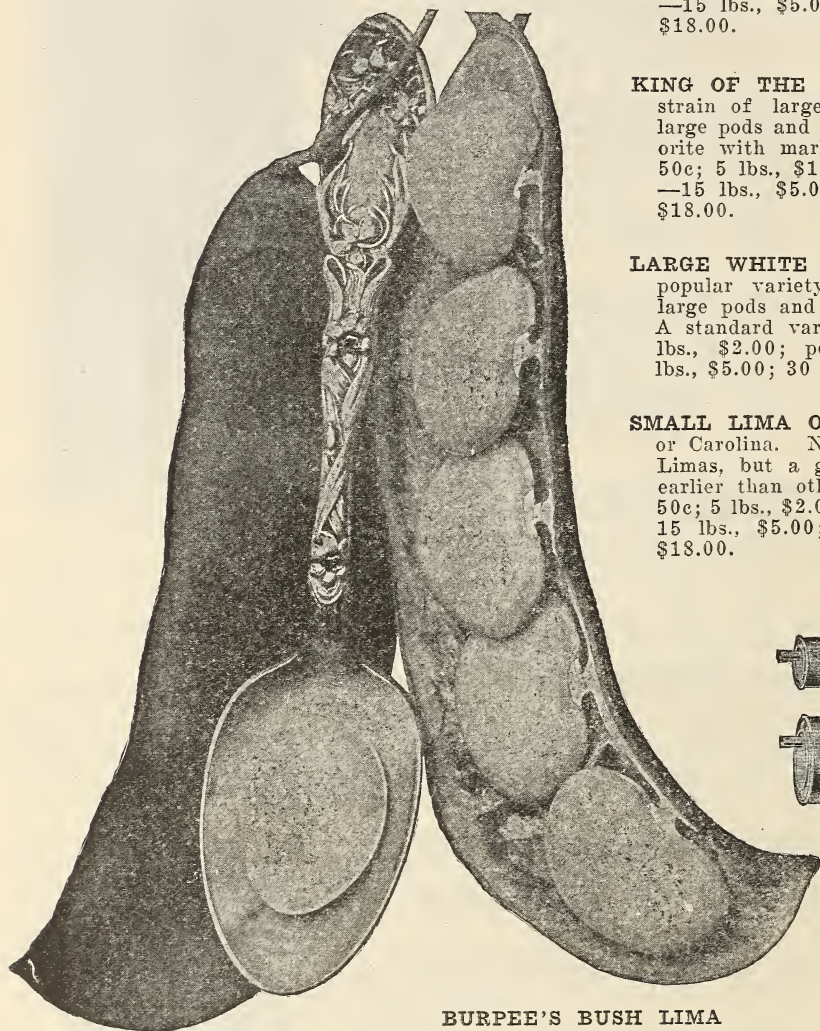 —15 lbs., $5.0
$18.00.
KING OF THE
strain of large
large pods and
orite with mar
50c; 5 lbs., $1
—15 lbs., $5.0
$18.00.
LARGE WHITE
popular variety
large pods and
A standard var
lbs., $2.00; p
lbs., $5.00; 30
SMALL LIMA O
or Carolina. N
Limas, but a g
earlier than oth
50c; 5 lbs., $2.0
15 lbs., $5.00;
$18.00.
BURPEE'S BUSH LIMA